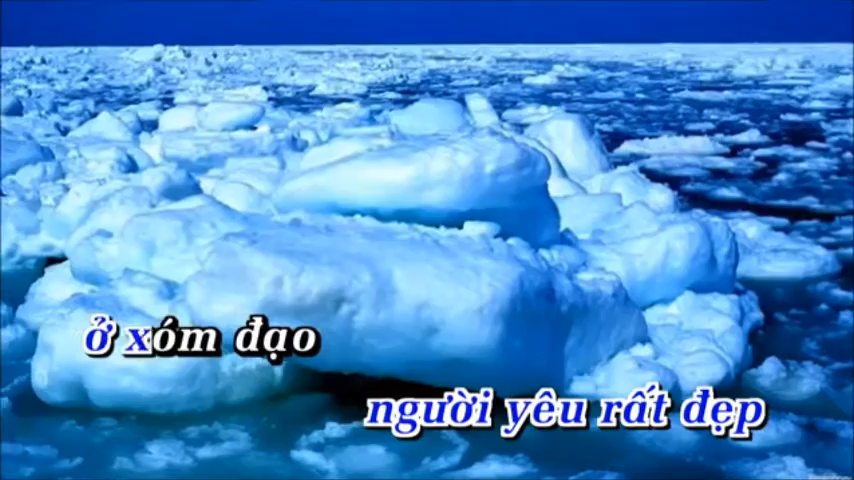 ở xóm đạo
người yêu rất đẹp